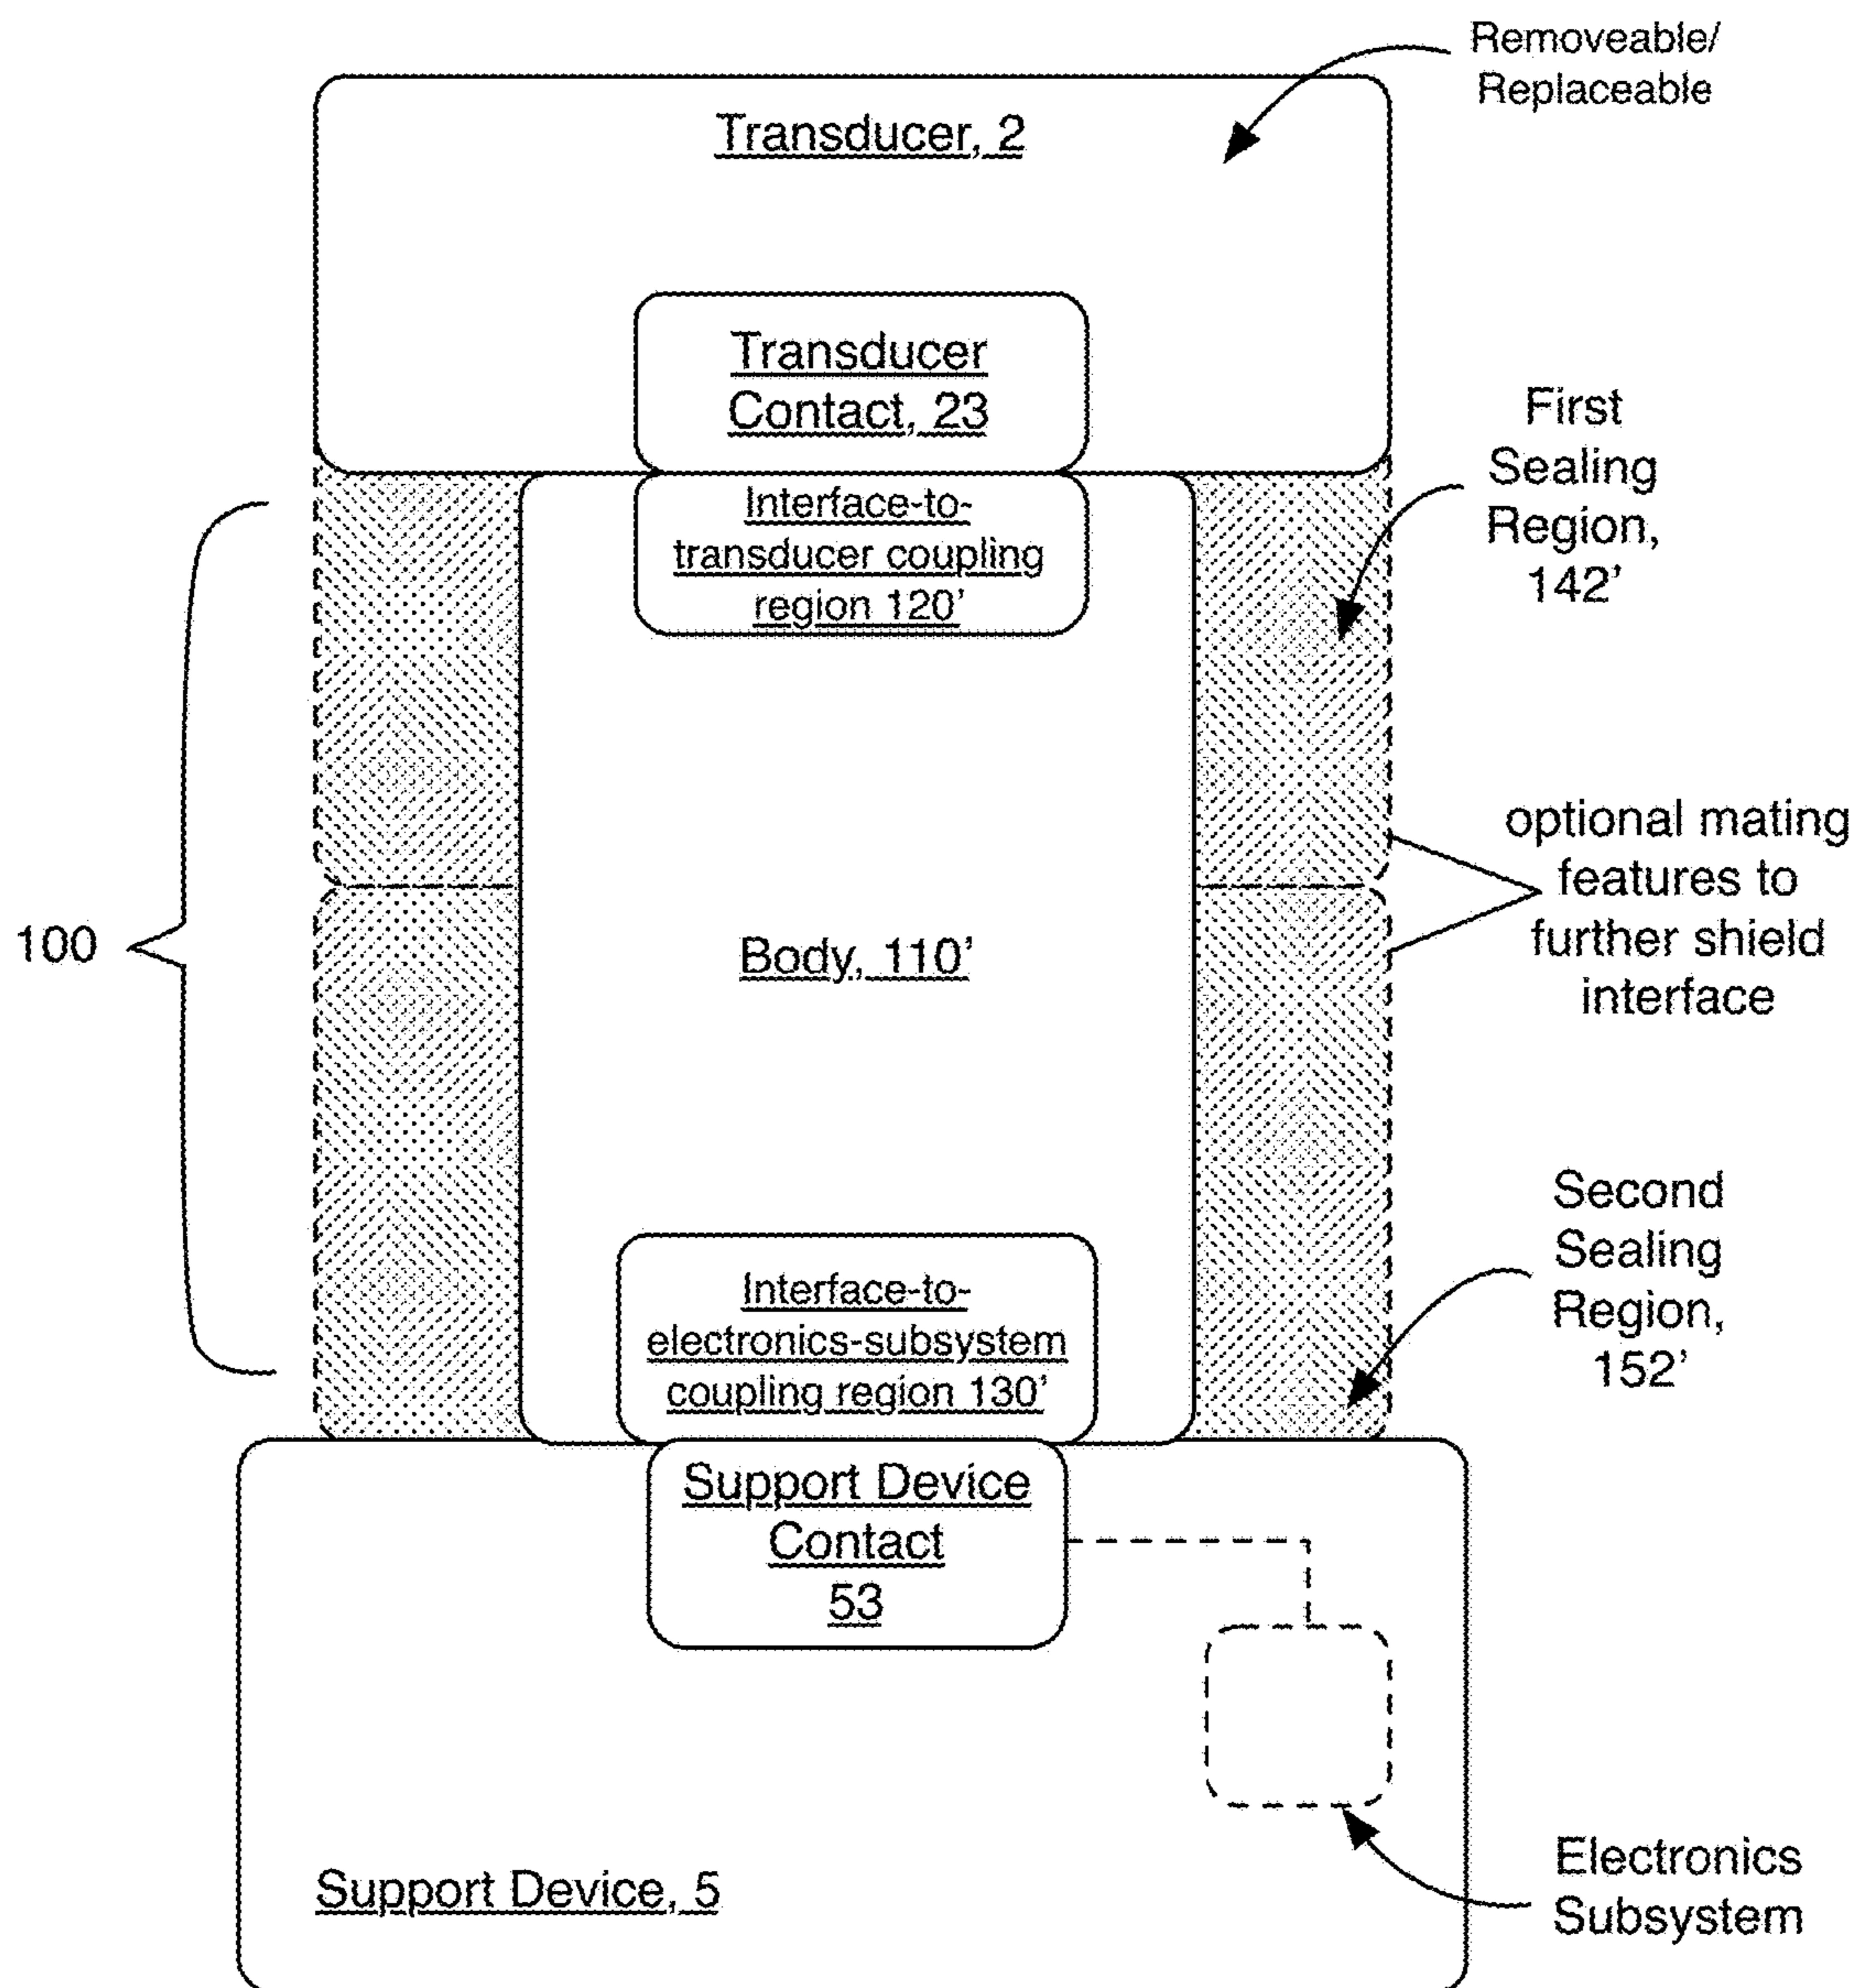 Removeable/
Replaceable
Transducer, 2
Transducer
Contact, 23
First
Sealing
Region,
142’
Interface-to-
transducer coupling
region 120’
optional mating
features to
further shield
interface
100
Body, 110’
Second
Sealing
Region,
152’
Interface-to-
electronics-subsystem
coupling region 130’
Support Device
Contact
53
Electronics
Subsystem
Support Device, 5